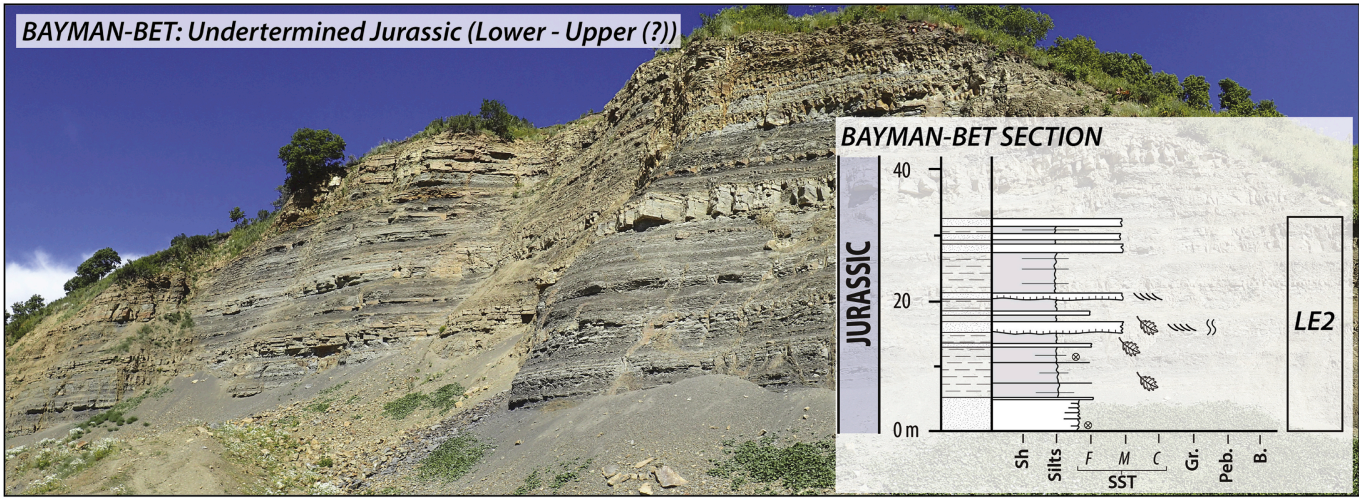 BAYMAN-BET: Undertermined Jurassic (Lower - Upper (?))
BAYMAN-BET SECTION
40
20
0 m
JURASSIC
LE2
Sh
Silts
F
M
C
Gr.
Peb.
B.
SST